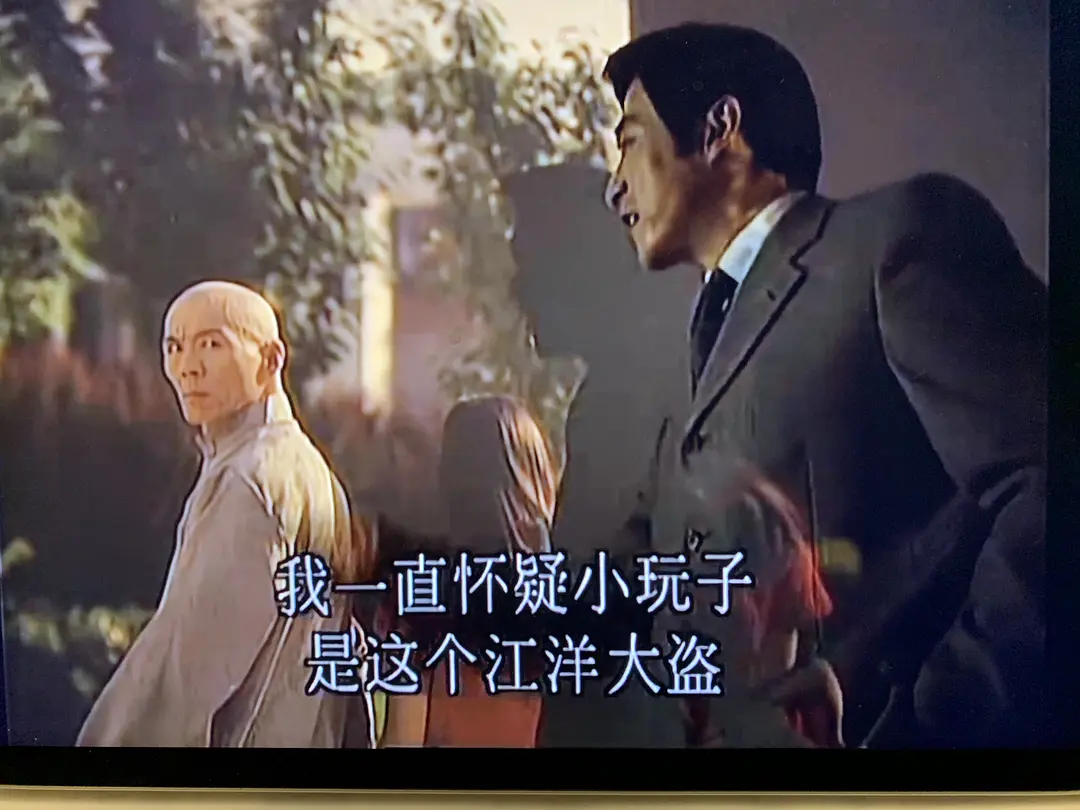 我一直怀疑小玩子
是这个江洋大盗